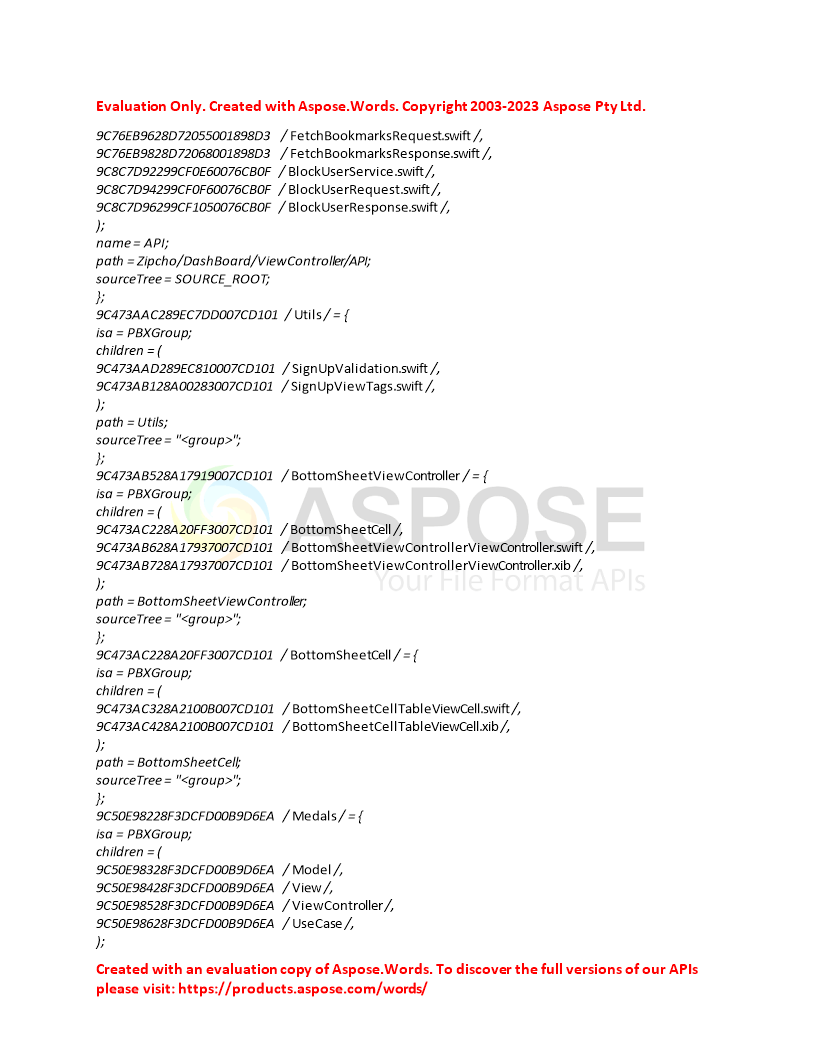 Evaluation Only. Created with Aspose.Words. Copyright 2003-2023 Aspose Pty Ltd.
9C76EB9628D72055001898D3 / FetchBookmarksRequest.swift /,
9C76EB9828D72068001898D3 / FetchBookmarksResponse.swift /,
9C8C7D92299CF0E60076CB0F / BlockUserService.swift /,
9C8C7D94299CF0F60076CB0F / BlockUserRequest.swift /,
9C8C7D96299CF1050076CB0F / BlockUserResponse.swift /,
);
name = API;
path = Zipcho/DashBoard/ViewController/API;
sourceTree = SOURCE_ROOT;
};
9C473AAC289EC7DD007CD101 / Utils / = {
isa = PBXGroup;
children = (
9C473AAD289EC810007CD101 / SignUpValidation.swift /,
9C473AB128A00283007CD101 / SignUpViewTags.swift /,
);
path = Utils;
sourceTree = "<group>";
};
9C473AB528A17919007CD101 / BottomSheetViewController / = {
isa = PBXGroup;
children = (
9C473AC228A20FF3007CD101 / BottomSheetCell /,
9C473AB628A17937007CD101 / BottomSheetViewControllerViewController.swift /,
9C473AB728A17937007CD101 / BottomSheetViewControllerViewController.xib /,
);
path = BottomSheetViewController;
sourceTree = "<group>";
};
9C473AC228A20FF3007CD101 / BottomSheetCell / = {
isa = PBXGroup;
children = (
9C473AC328A2100B007CD101 / BottomSheetCellTableViewCell.swift /,
9C473AC428A2100B007CD101 / BottomSheetCellTableViewCell.xib /,
);
path = BottomSheetCell;
sourceTree = "<group>";
};
9C50E98228F3DCFD00B9D6EA / Medals / = {
isa = PBXGroup;
children = (
9C50E98328F3DCFD00B9D6EA / Model /,
9C50E98428F3DCFD00B9D6EA / View /,
9C50E98528F3DCFD00B9D6EA / ViewController /,
9C50E98628F3DCFD00B9D6EA / UseCase /,
);
Created with an evaluation copy of Aspose.Words. To discover the full versions of our APIs
please visit: https://products.aspose.com/words/
ASPOSE
Your File Format APIs